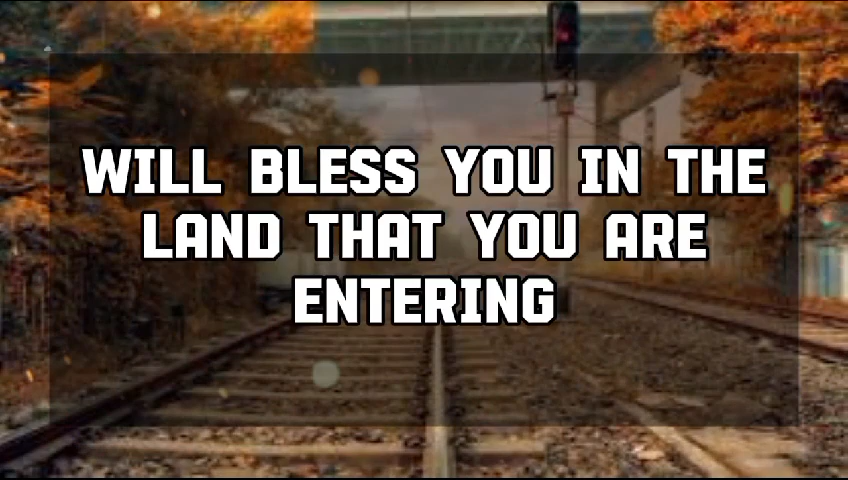 WILL BLESS YOU IN THE
LAND THAT YOU ARE
ENTERING